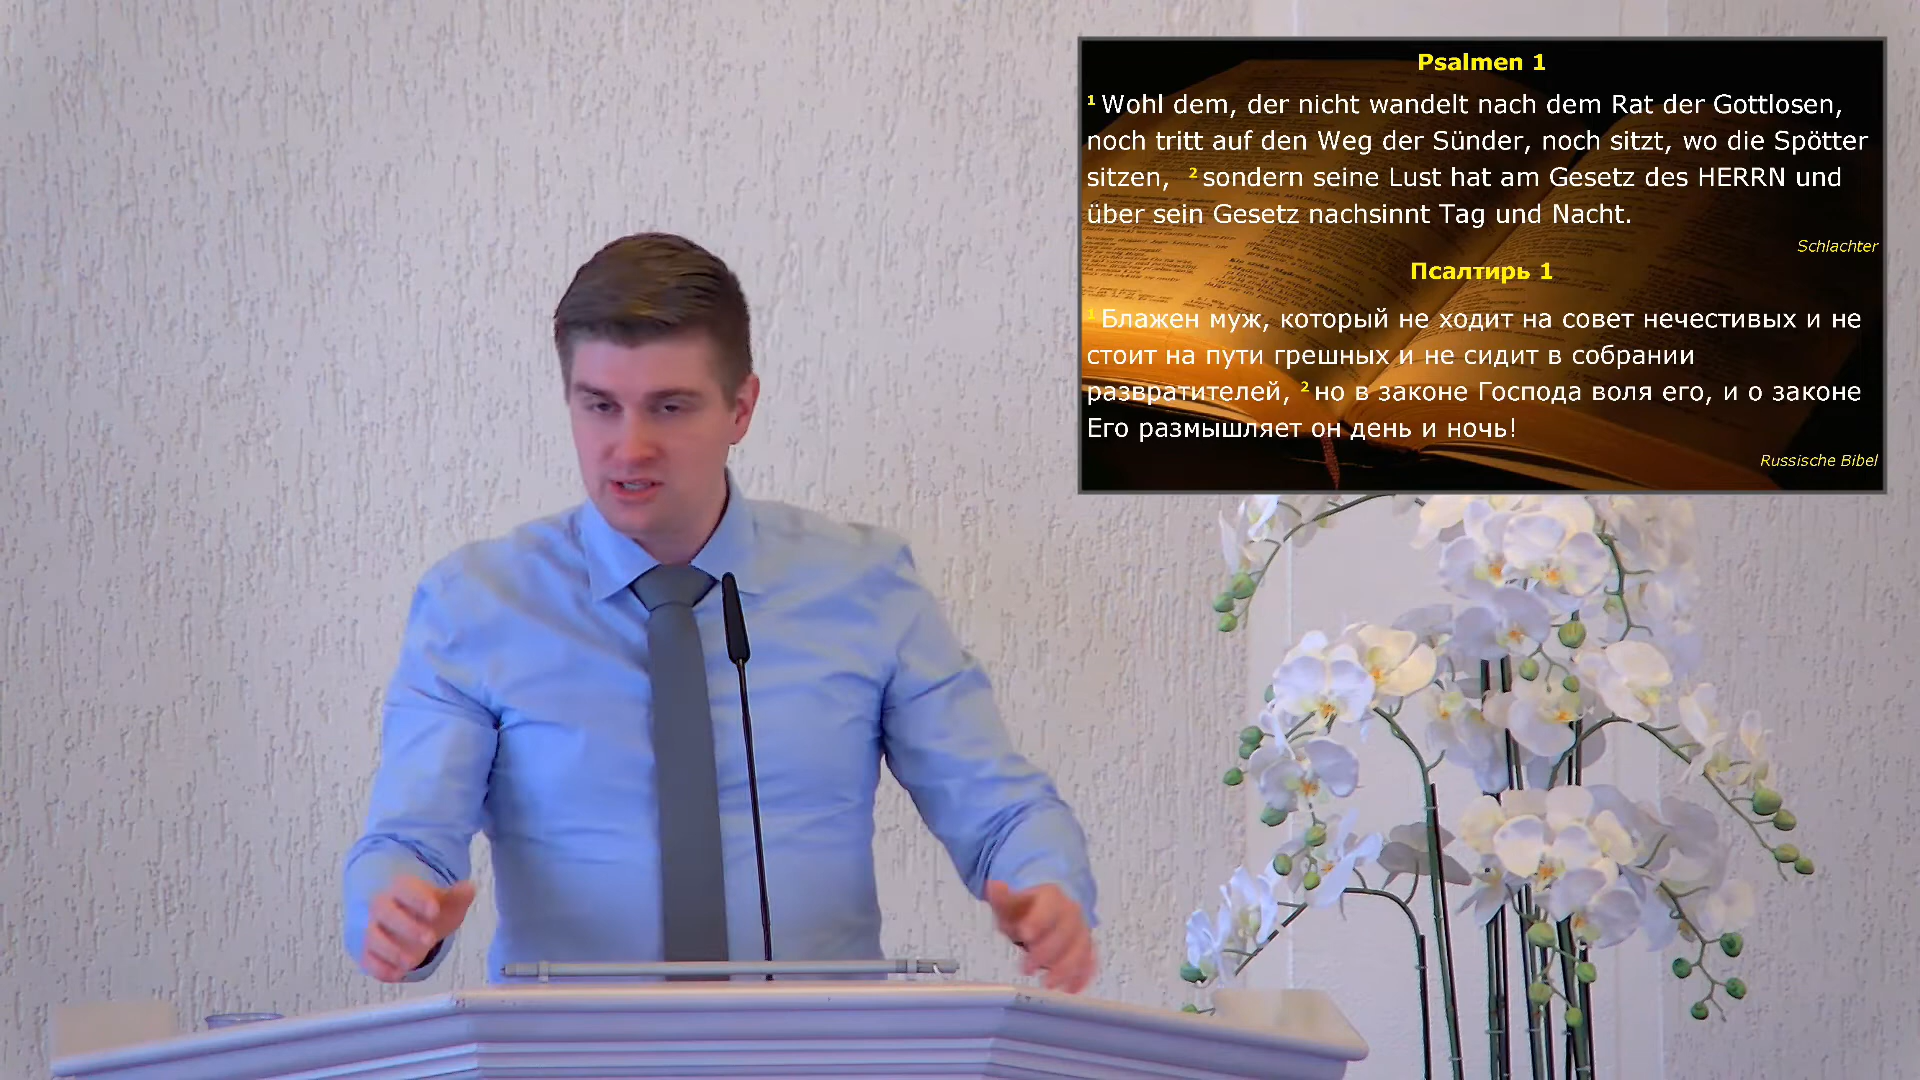 Psalmen 1
1 Wohl dem, der nicht wandelt nach dem Rat der Gottlosen,
noch tritt auf den Weg der Sünder, noch sitzt, wo die Spötter
sitzen, 2 sondern seine Lust hat am Gesetz des HERRN und
über sein Gesetz nachsinnt Tag und Nacht.
Schlachter
Псалтирь 1
1 Блажен муж, который не ходит на совет нечестивых и не
стоит на пути грешных и не сидит в собрании
развратителей, 2 но в законе Господа воля его, и о законе
Его размышляет он день и ночь!
Russische Bibel